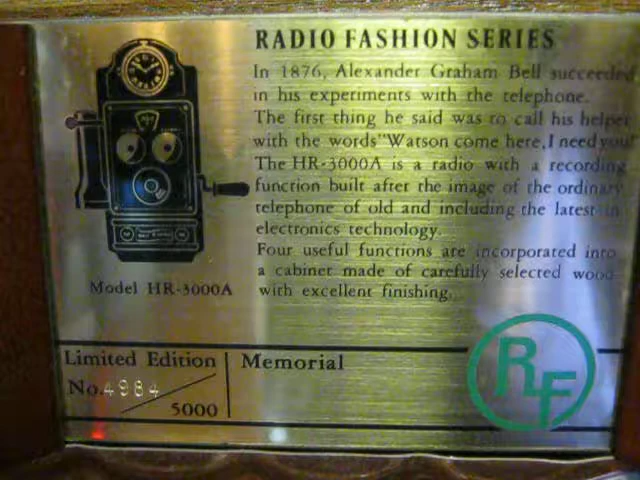 RADIO FASHION SERIES
In 1876, Alexander Graham Bell succeeded
in his experiments with the telephone.
The first thing he said was to call his helper
with the words"Watson come here,I need you!
The HR-3000A is a radio with a recording
function built after the image of the ordinary
telephone of old and including the latest in
electronics technology.
Four useful functions are incorporated into
a cabinet made of carefully selected wood
with excellent finishing.
Model HR-3000A
Limited Edition
No.4984
5000
Memorial
RF